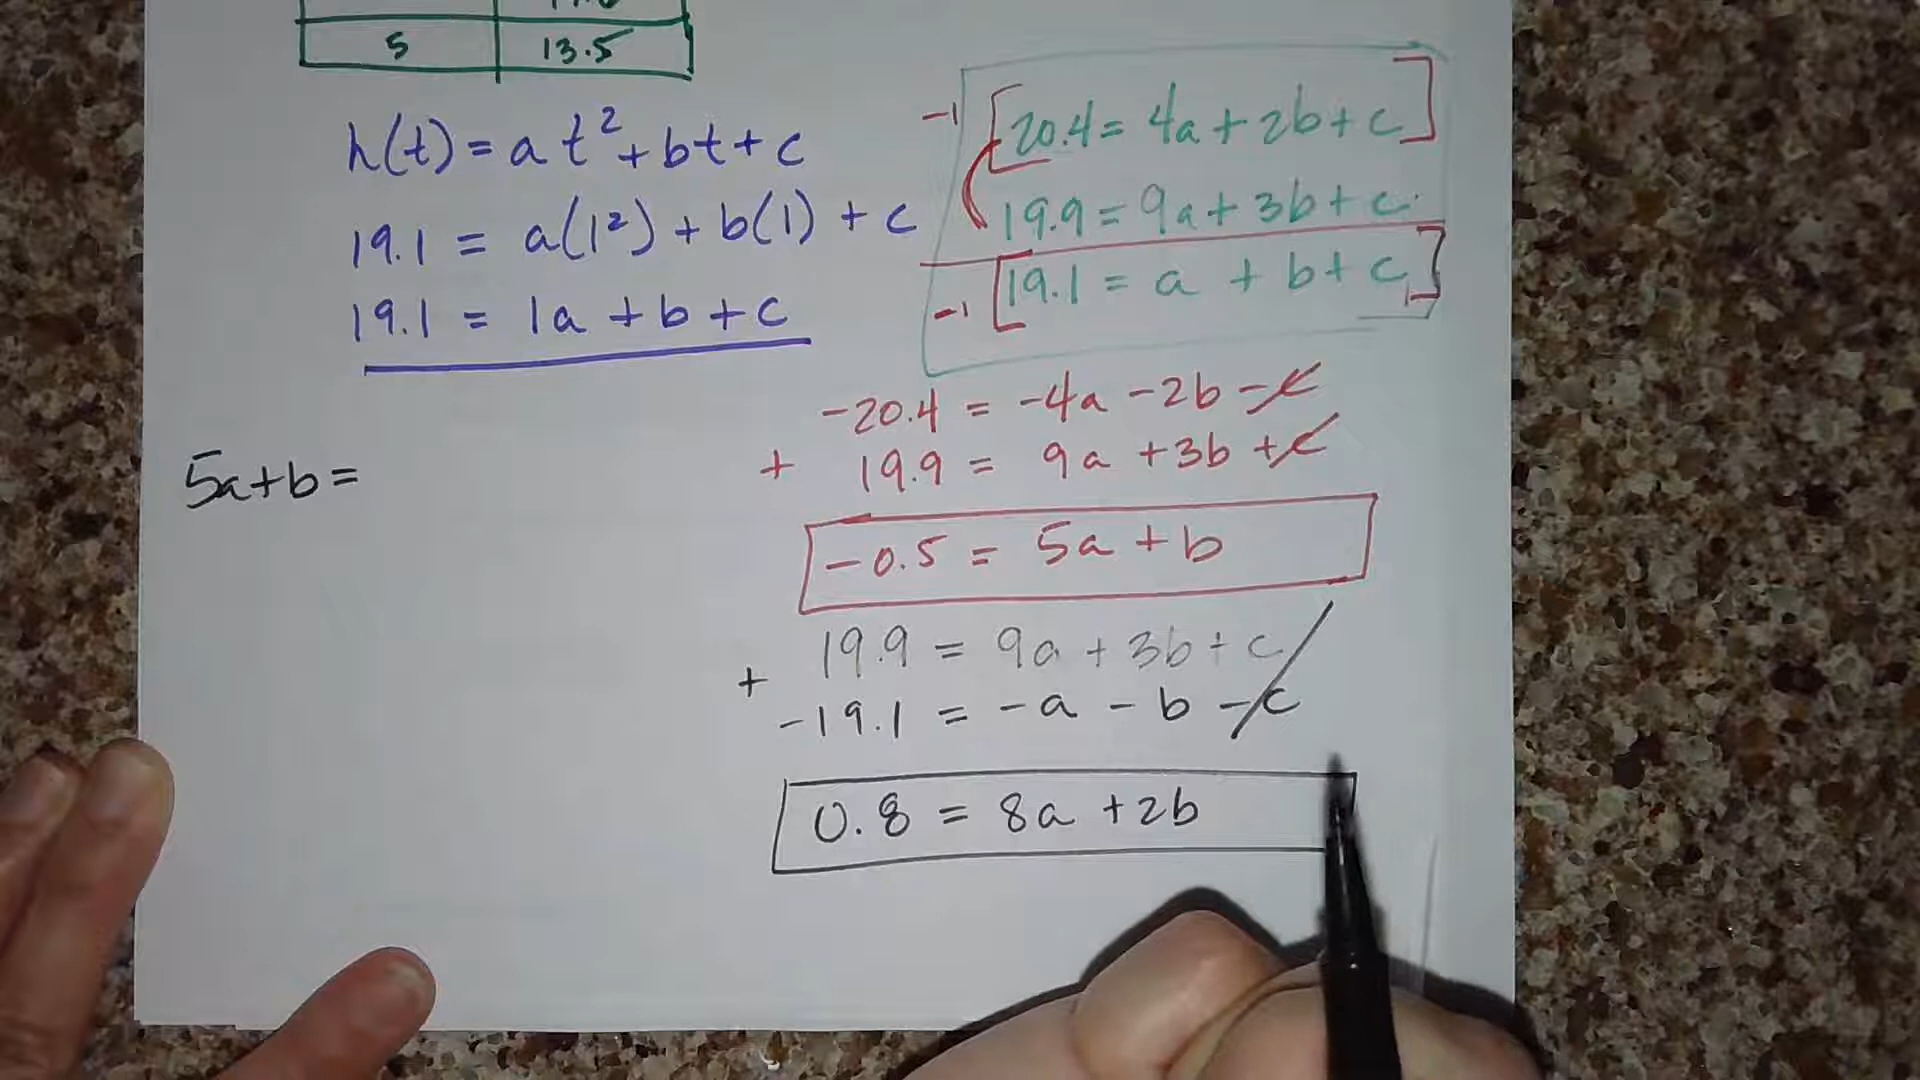 5 13.5
h(t) = at² + bt + c
19.1 = a(1²) + b(1) + c
19.1 = 1a + b + c
-1 [20.4 = 4a + 2b + c]
19.9 = 9a + 3b + c
-1 [19.1 = a + b + c]
-20.4 = -4a - 2b - c
+ 19.9 = 9a + 3b + c
-0.5 = 5a + b
19.9 = 9a + 3b + c
+ -19.1 = -a - b - c
0.8 = 8a + 2b
5a + b =